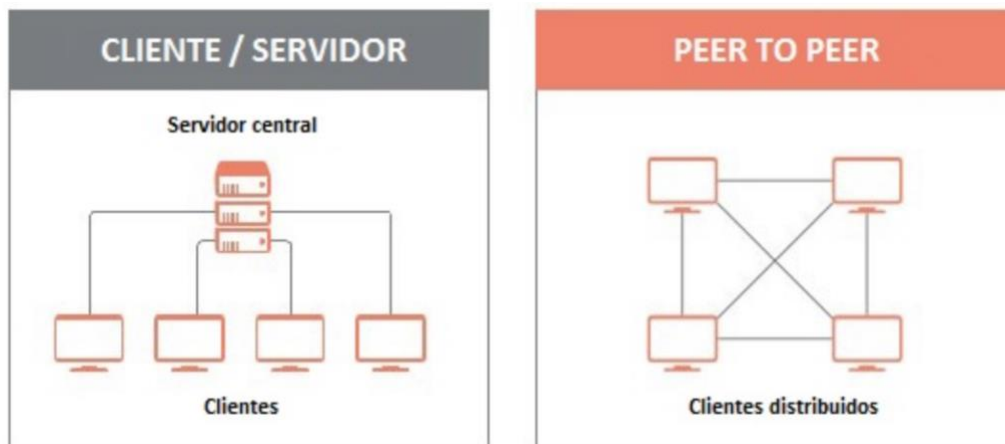 CLIENTE / SERVIDOR
Servidor central
Clientes
PEER TO PEER
Clientes distribuidos